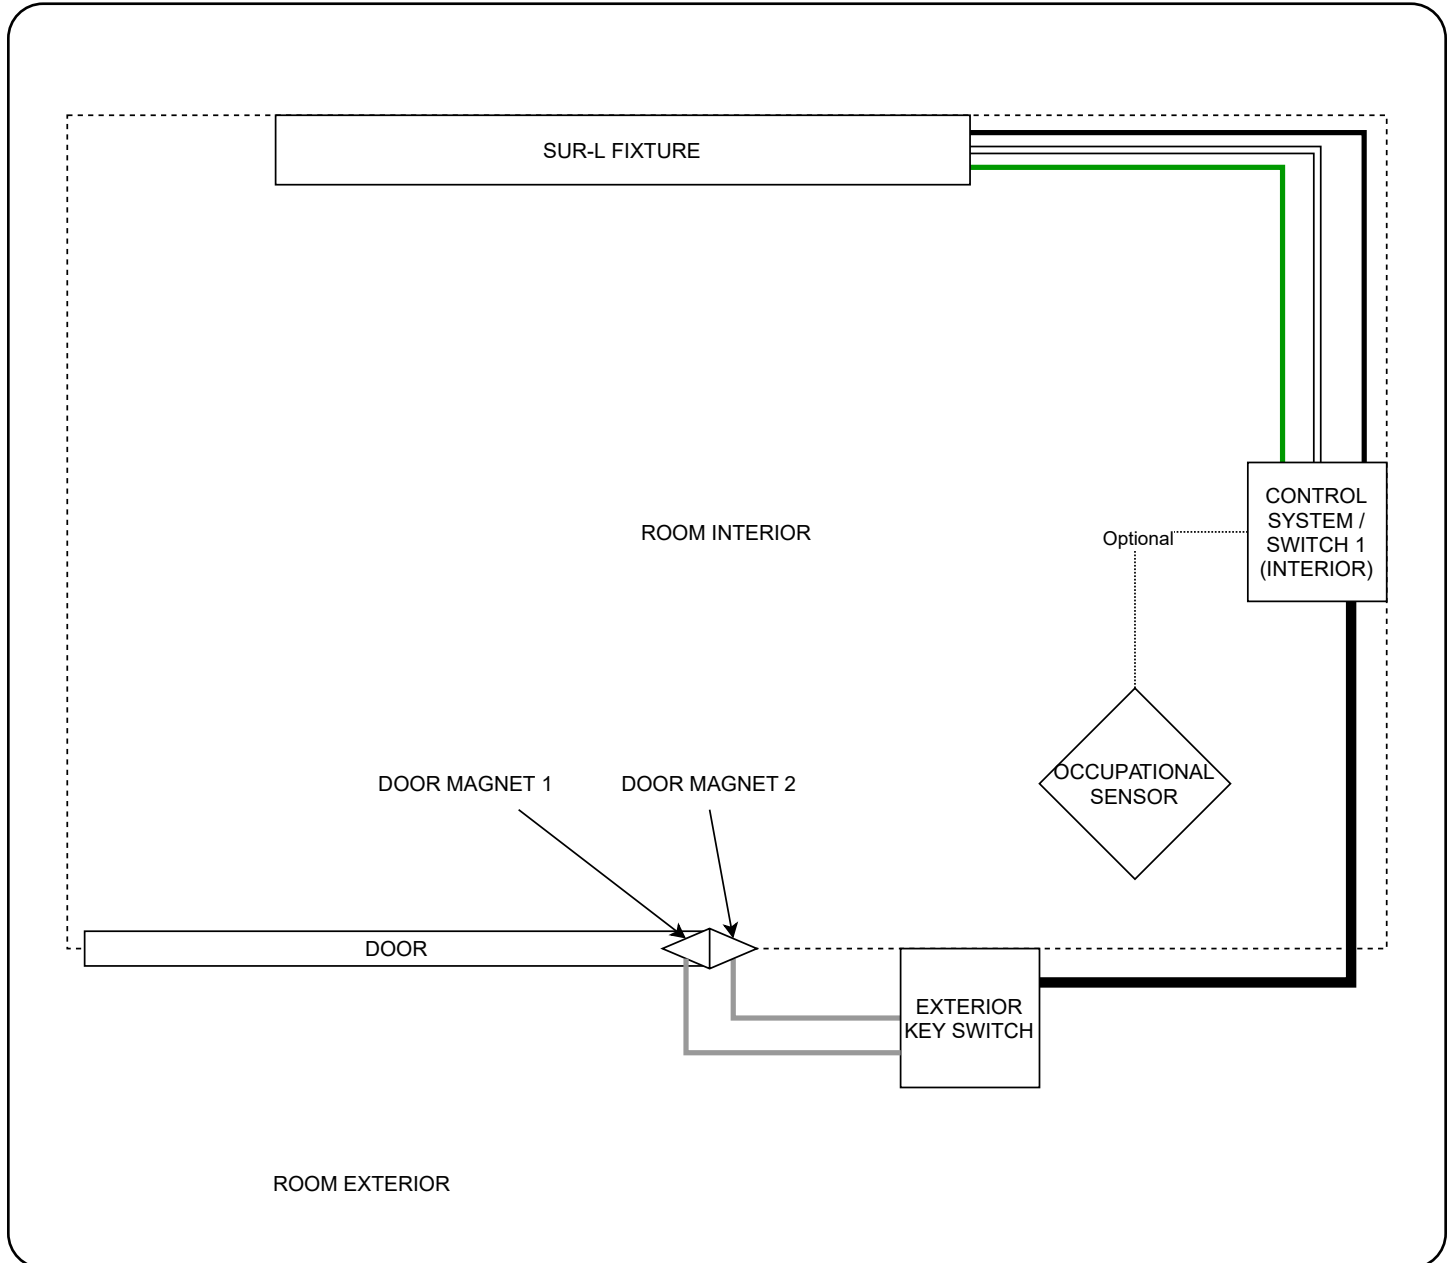 SUR-L FIXTURE
CONTROL
SYSTEM /
SWITCH 1
(INTERIOR)
ROOM INTERIOR
Optional
OCCUPATIONAL
SENSOR
DOOR MAGNET 1
DOOR MAGNET 2
DOOR
EXTERIOR
KEY SWITCH
ROOM EXTERIOR